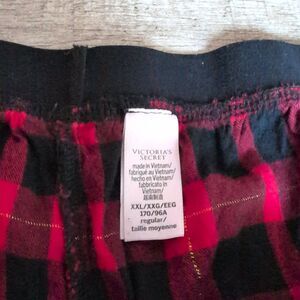 VICTORIA'S
SECRET
made in Vietnam/
fabriqué au Vietnam/
hecho en Vietnam/
fabbricato in
Vietnam/
越南制造
XXL/XXG/EEG
170/96A
regular/
taille moyenne